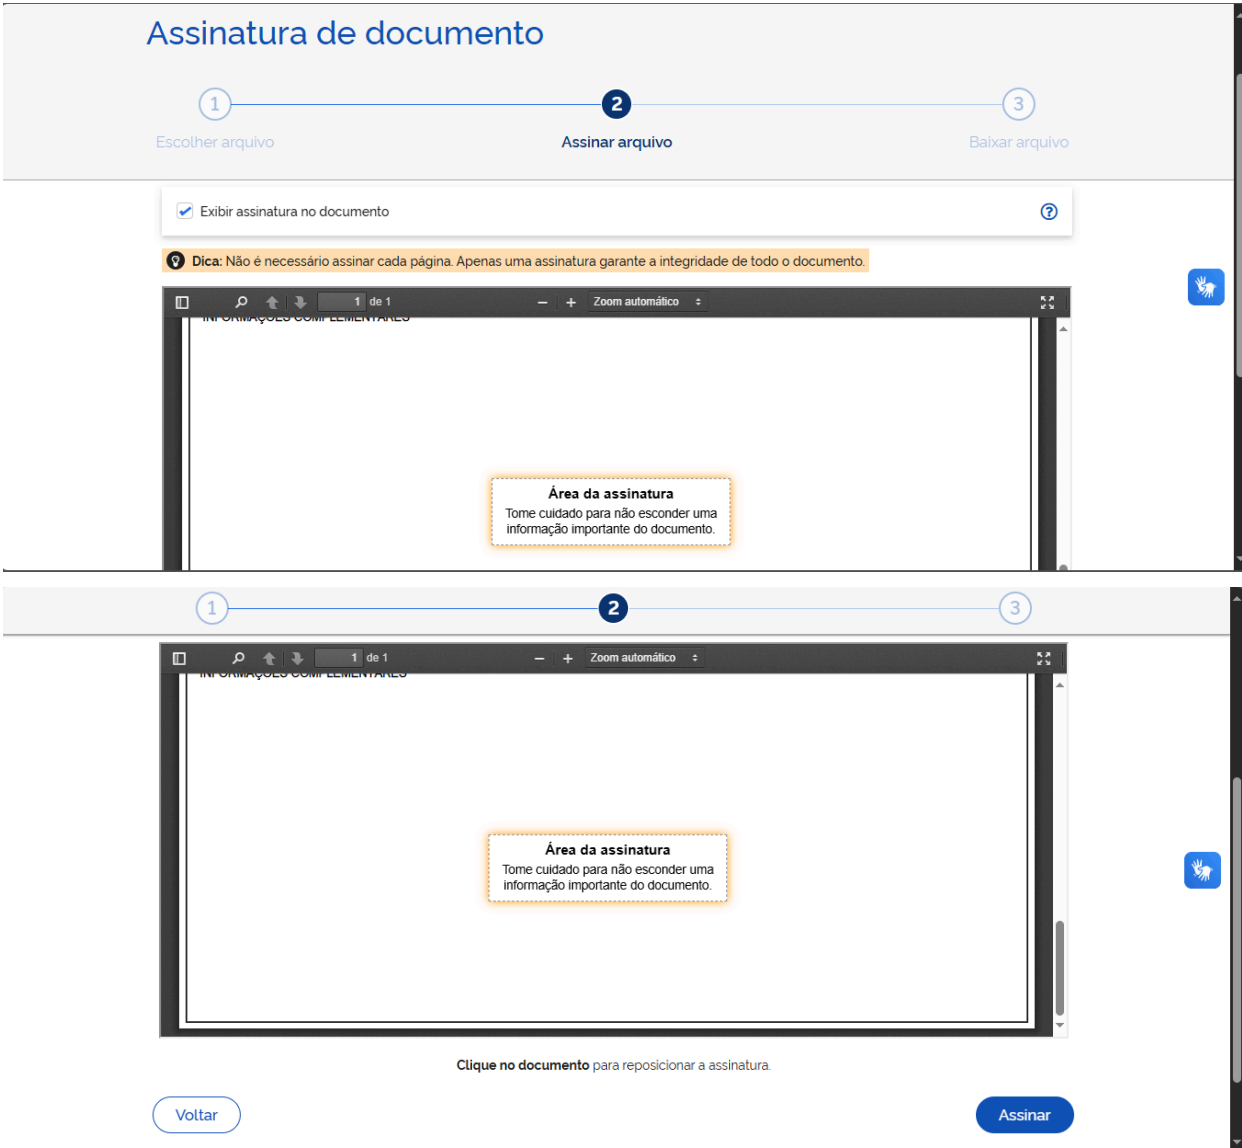 Assinatura de documento
1
2
3
Escolher arquivo
Assinar arquivo
Baixar arquivo
Exibir assinatura no documento
?
Dica: Não é necessário assinar cada página. Apenas uma assinatura garante a integridade de todo o documento.
1 de 1
Zoom automático
INFORMAÇÕES COMPLEMENTARES
Área da assinatura
Tome cuidado para não esconder uma
informação importante do documento.
1
2
3
1 de 1
Zoom automático
INFORMAÇÕES COMPLEMENTARES
Área da assinatura
Tome cuidado para não esconder uma
informação importante do documento.
Clique no documento para reposicionar a assinatura.
Voltar
Assinar